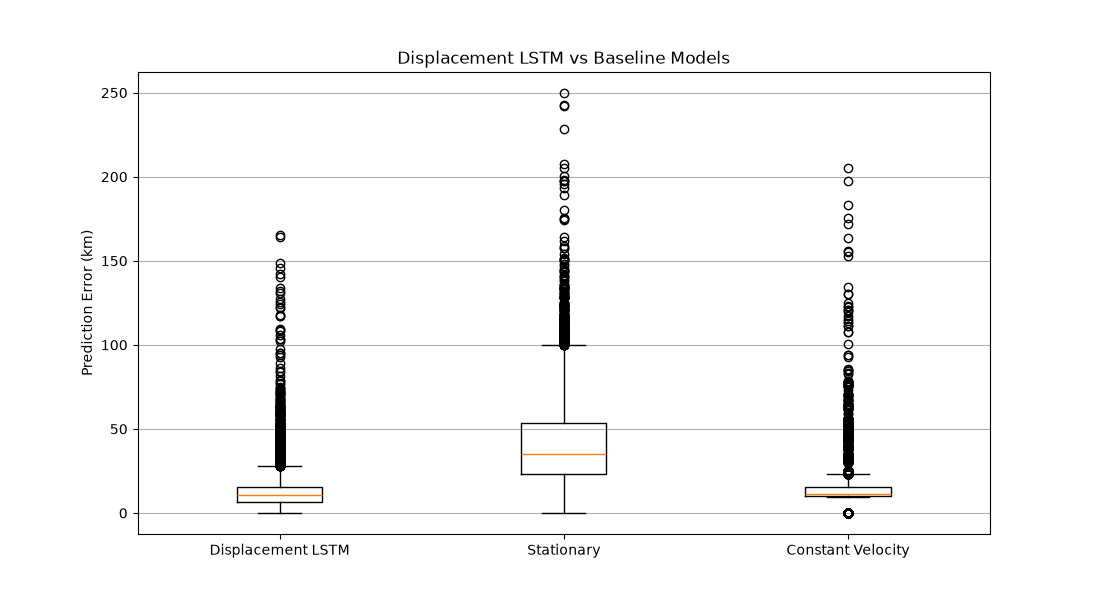 Displacement LSTM vs Baseline Models
Prediction Error (km)
250
200
150
100
50
0
Displacement LSTM
Stationary
Constant Velocity